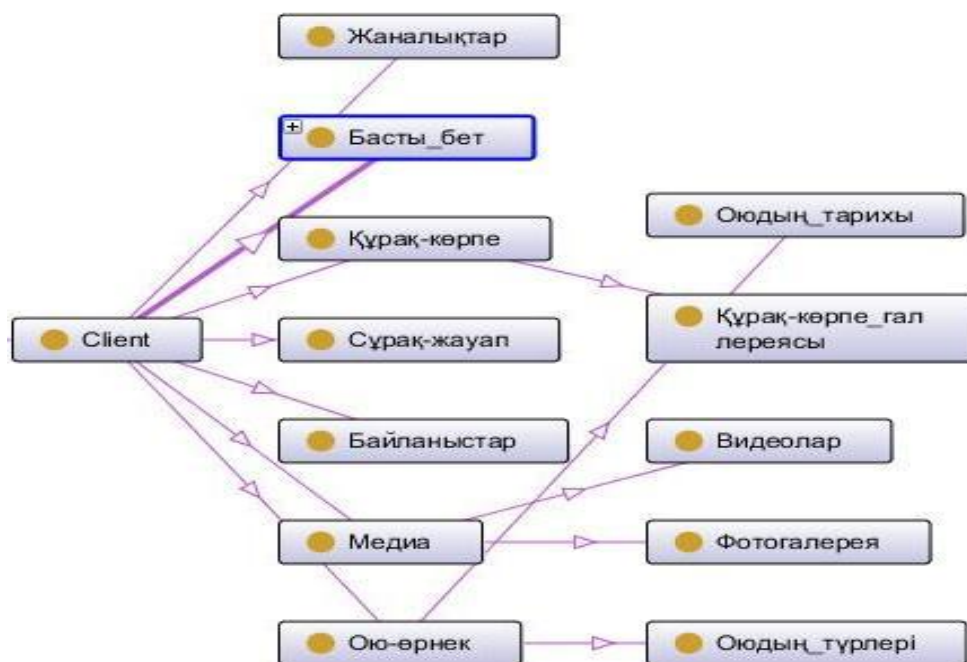 Жаналықтар
Басты_бет
Құрақ-көрпе
Оюдың_тарихы
Client
Сұрақ-жауап
Құрақ-көрпе_гал
лереясы
Байланыстар
Видеолар
Медиа
Фотогалерея
Ою-өрнек
Оюдың_түрлері